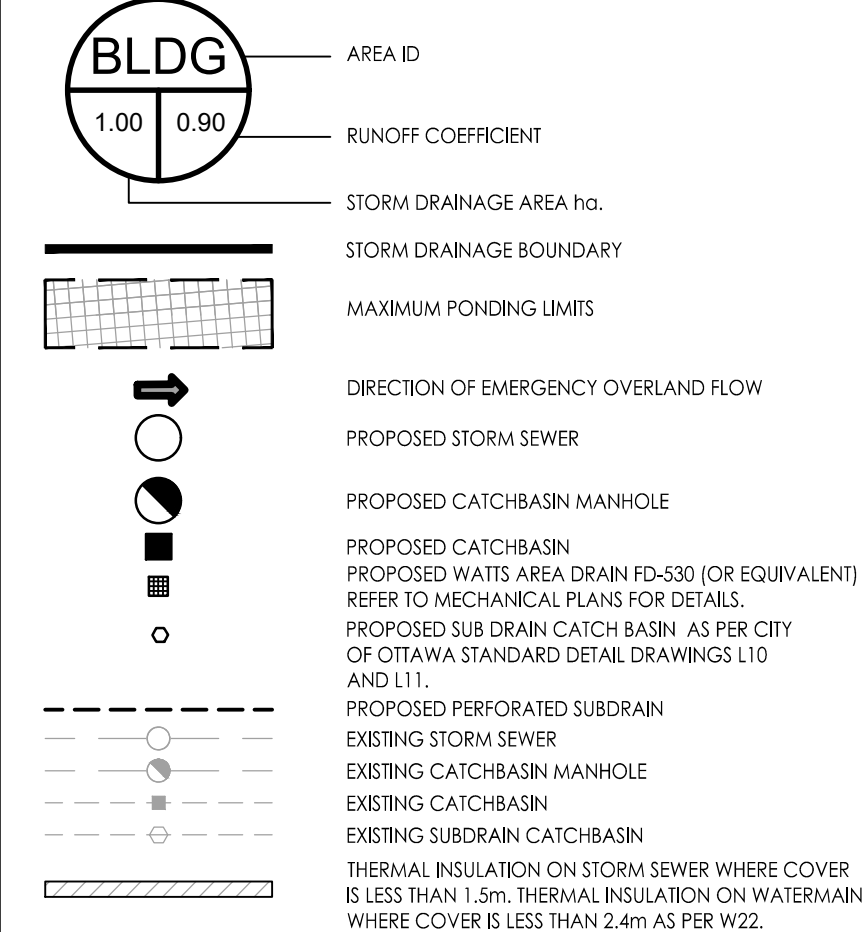 BLDG
AREA ID
1.00 0.90
RUNOFF COEFFICIENT
STORM DRAINAGE AREA ha.
STORM DRAINAGE BOUNDARY
MAXIMUM PONDING LIMITS
DIRECTION OF EMERGENCY OVERLAND FLOW
PROPOSED STORM SEWER
PROPOSED CATCHBASIN MANHOLE
PROPOSED CATCHBASIN
PROPOSED WATTS AREA DRAIN FD-530 (OR EQUIVALENT)
REFER TO MECHANICAL PLANS FOR DETAILS.
PROPOSED SUB DRAIN CATCH BASIN AS PER CITY
OF OTTAWA STANDARD DETAIL DRAWINGS L10
AND L11.
PROPOSED PERFORATED SUBDRAIN
EXISTING STORM SEWER
EXISTING CATCHBASIN MANHOLE
EXISTING CATCHBASIN
EXISTING SUBDRAIN CATCHBASIN
THERMAL INSULATION ON STORM SEWER WHERE COVER
IS LESS THAN 1.5m. THERMAL INSULATION ON WATERMAIN
WHERE COVER IS LESS THAN 2.4m AS PER W22.